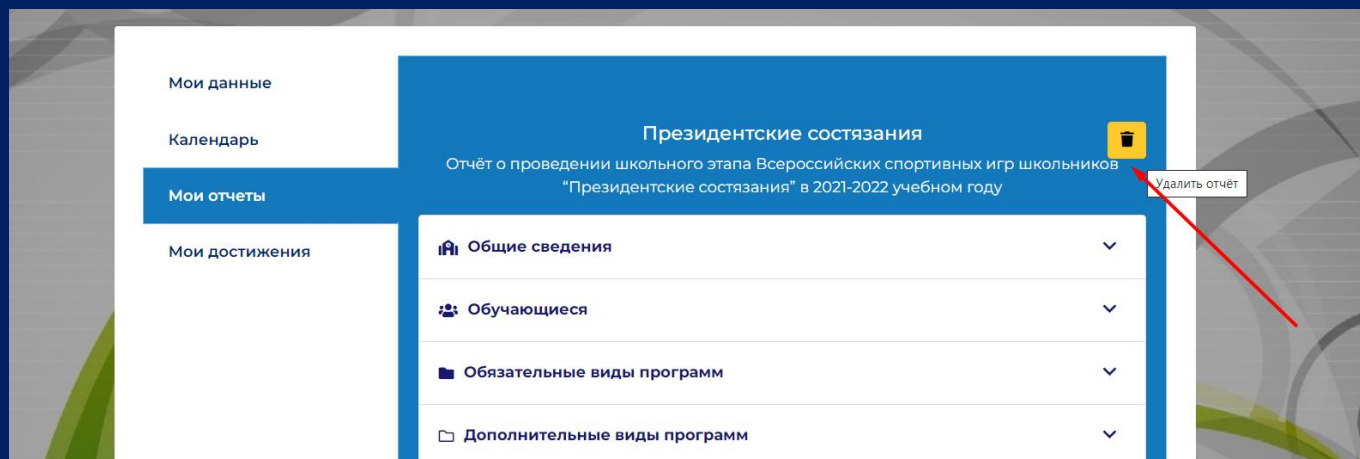 Мои данные
Календарь
Мои отчеты
Мои достижения
Президентские состязания
Отчёт о проведении школьного этапа Всероссийских спортивных игр школьников
“Президентские состязания” в 2021-2022 учебном году
Удалить отчёт
Общие сведения
Обучающиеся
Обязательные виды программ
Дополнительные виды программ